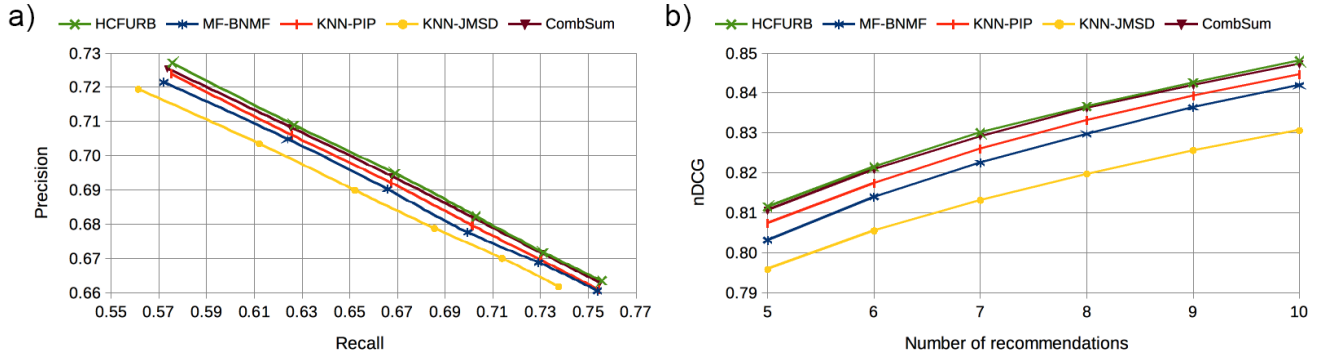 a)
HCFURB MF-BNMF KNN-PIP KNN-JMSD CombSum
0.73
0.72
0.71
0.70
0.69
0.68
0.67
0.66
Precision
0.55 0.57 0.59 0.61 0.63 0.65 0.67 0.69 0.71 0.73 0.75 0.77
Recall
b)
HCFURB MF-BNMF KNN-PIP KNN-JMSD CombSum
0.85
0.84
0.83
0.82
0.81
0.80
0.79
nDCG
5 6 7 8 9 10
Number of recommendations